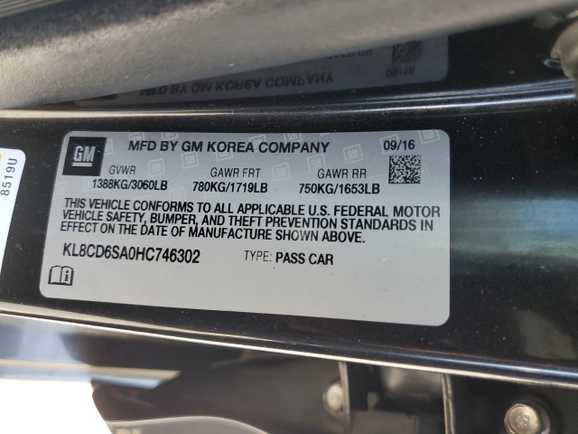 GM
MFD BY GM KOREA COMPANY 09/16
GVWR GAWR FRT GAWR RR
1388KG/3060LB 780KG/1719LB 750KG/1653LB
THIS VEHICLE CONFORMS TO ALL APPLICABLE U.S. FEDERAL MOTOR
VEHICLE SAFETY, BUMPER, AND THEFT PREVENTION STANDARDS IN
EFFECT ON THE DATE OF MANUFACTURE SHOWN ABOVE.
KL8CD6SA0HC746302 TYPE: PASS CAR
8519U